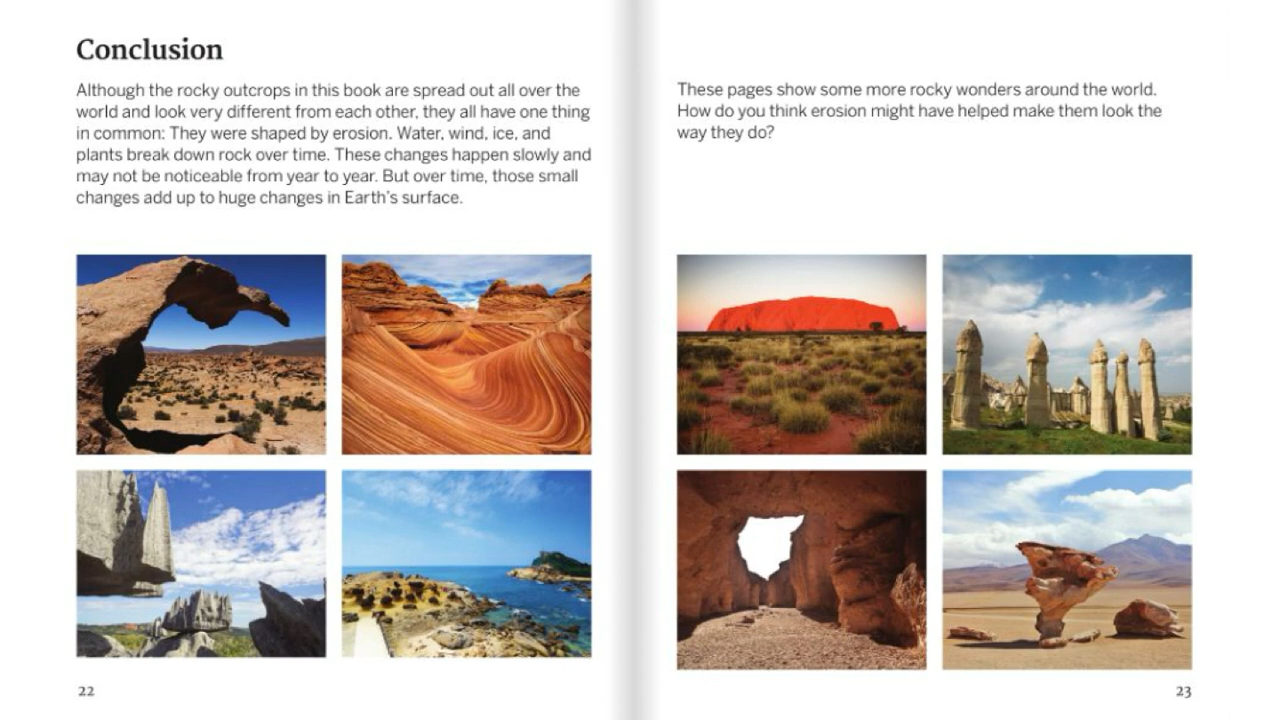 Conclusion
Although the rocky outcrops in this book are spread out all over the
world and look very different from each other, they all have one thing
in common: They were shaped by erosion. Water, wind, ice, and
plants break down rock over time. These changes happen slowly and
may not be noticeable from year to year. But over time, those small
changes add up to huge changes in Earth's surface.
22
These pages show some more rocky wonders around the world.
How do you think erosion might have helped make them look the
way they do?
23